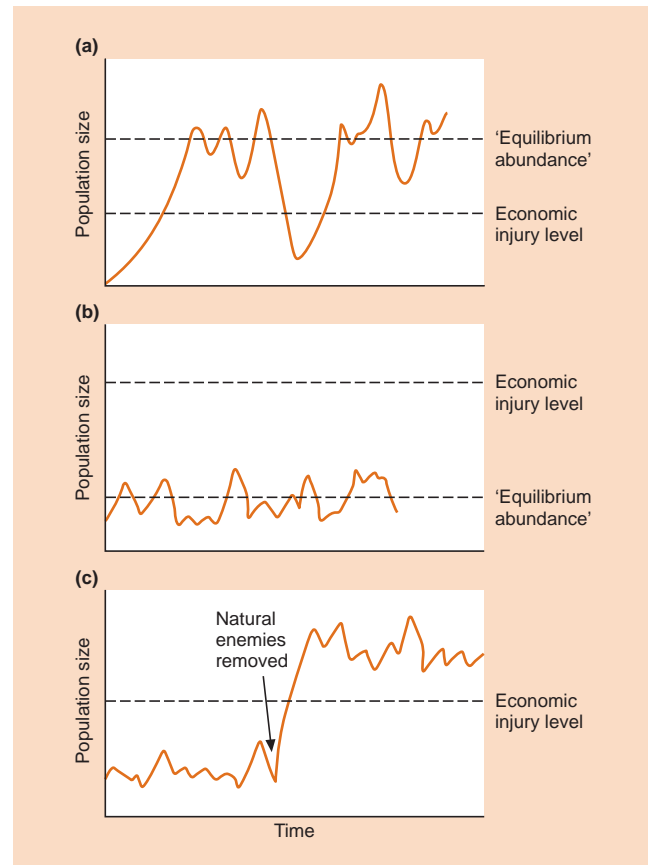 (a)
Population size
'Equilibrium
abundance'
Economic
injury level
(b)
Population size
Economic
injury level
'Equilibrium
abundance'
(c)
Population size
Natural
enemies
removed
Economic
injury level
Time